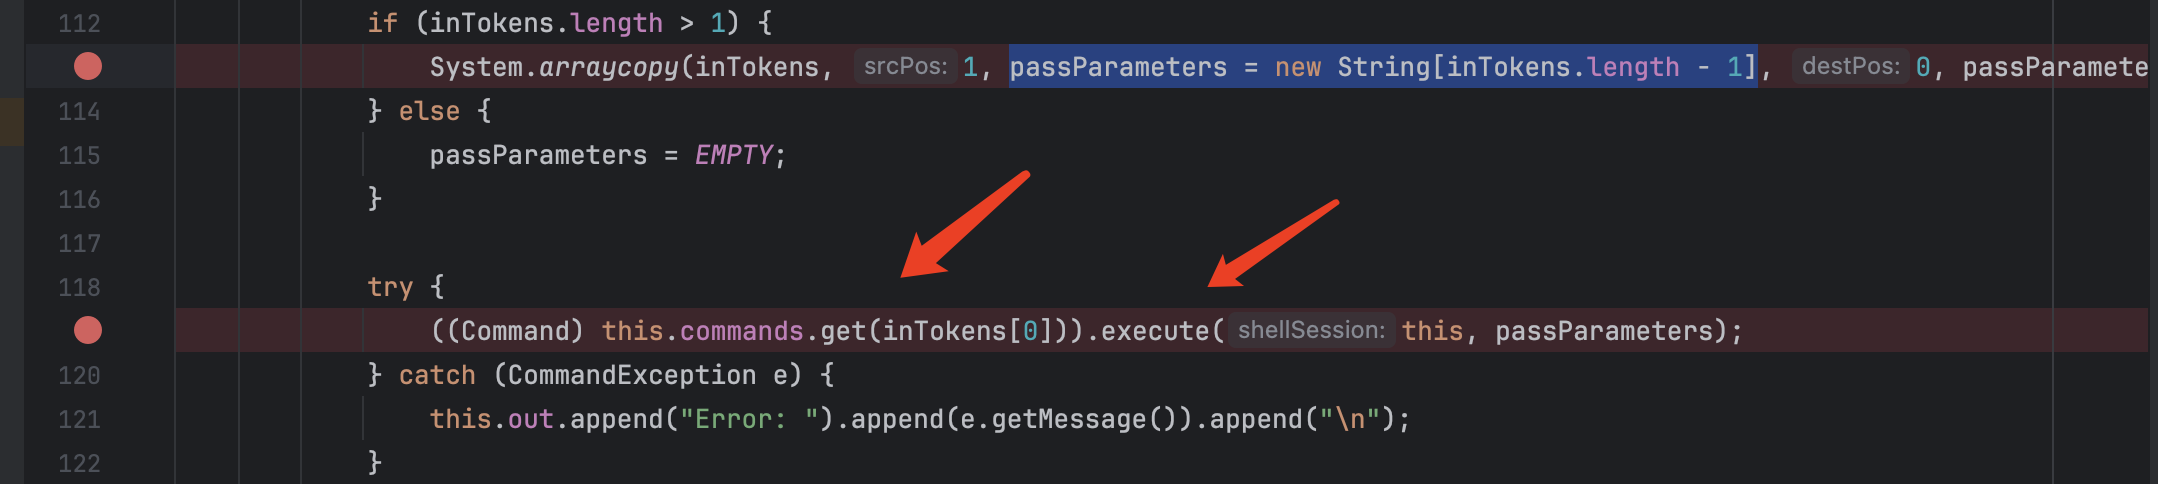 112 if (inTokens.length > 1) {
System.arraycopy(inTokens, srcPos: 1, passParameters = new String[inTokens.length - 1], destPos: 0, passParamete
114 } else {
115 passParameters = EMPTY;
116 }
117
118 try {
((Command) this.commands.get(inTokens[0])).execute( shellSession: this, passParameters);
120 } catch (CommandException e) {
121 this.out.append("Error: ").append(e.getMessage()).append("\n");
122 }